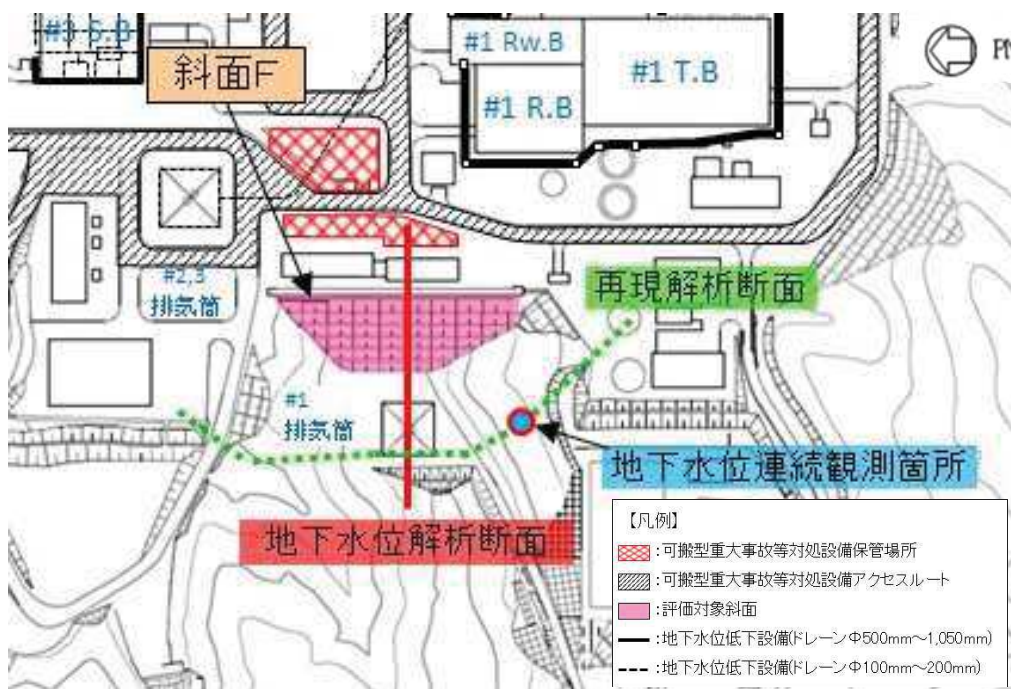 #3 S.B
斜面F
#1 Rw.B
#1 T.B
#1 R.B
#2,3
排気筒
再現解析断面
#1
排気筒
地下水位連続観測箇所
地下水位解析断面
【凡例】
:可搬型重大事故等対処設備保管場所
:可搬型重大事故等対処設備アクセスルート
:評価対象斜面
:地下水位低下設備(ドレーンΦ500mm～1,050mm)
:地下水位低下設備(ドレーンΦ100mm～200mm)